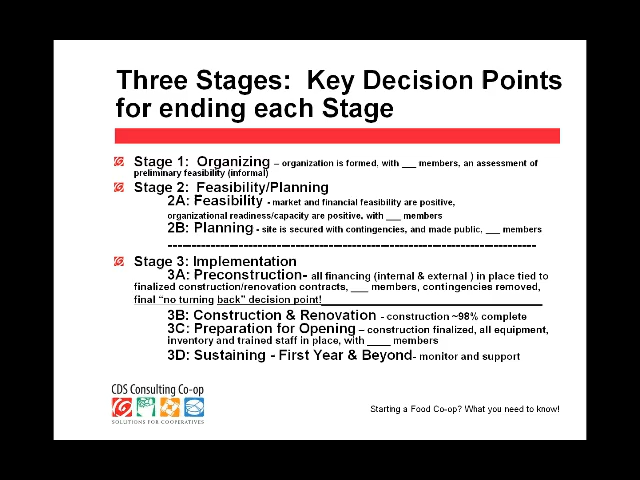 Three Stages:  Key Decision Points
for ending each Stage
Stage 1:  Organizing – organization is formed, with ___ members, an assessment of
preliminary feasibility (informal)
Stage 2:  Feasibility/Planning
2A: Feasibility - market and financial feasibility are positive,
organizational readiness/capacity are positive, with ___ members
2B: Planning - site is secured with contingencies, and made public, ___ members
--------------------------------------------------------------------------------
Stage 3: Implementation
3A: Preconstruction- all financing (internal & external ) in place tied to
finalized construction/renovation contracts, ___ members, contingencies removed,
final “no turning back” decision point!
3B: Construction & Renovation - construction ~98% complete
3C: Preparation for Opening – construction finalized, all equipment,
inventory and trained staff in place, with ____ members
3D: Sustaining - First Year & Beyond- monitor and support
CDS Consulting Co-op
SOLUTIONS FOR COOPERATIVES
Starting a Food Co-op? What you need to know!